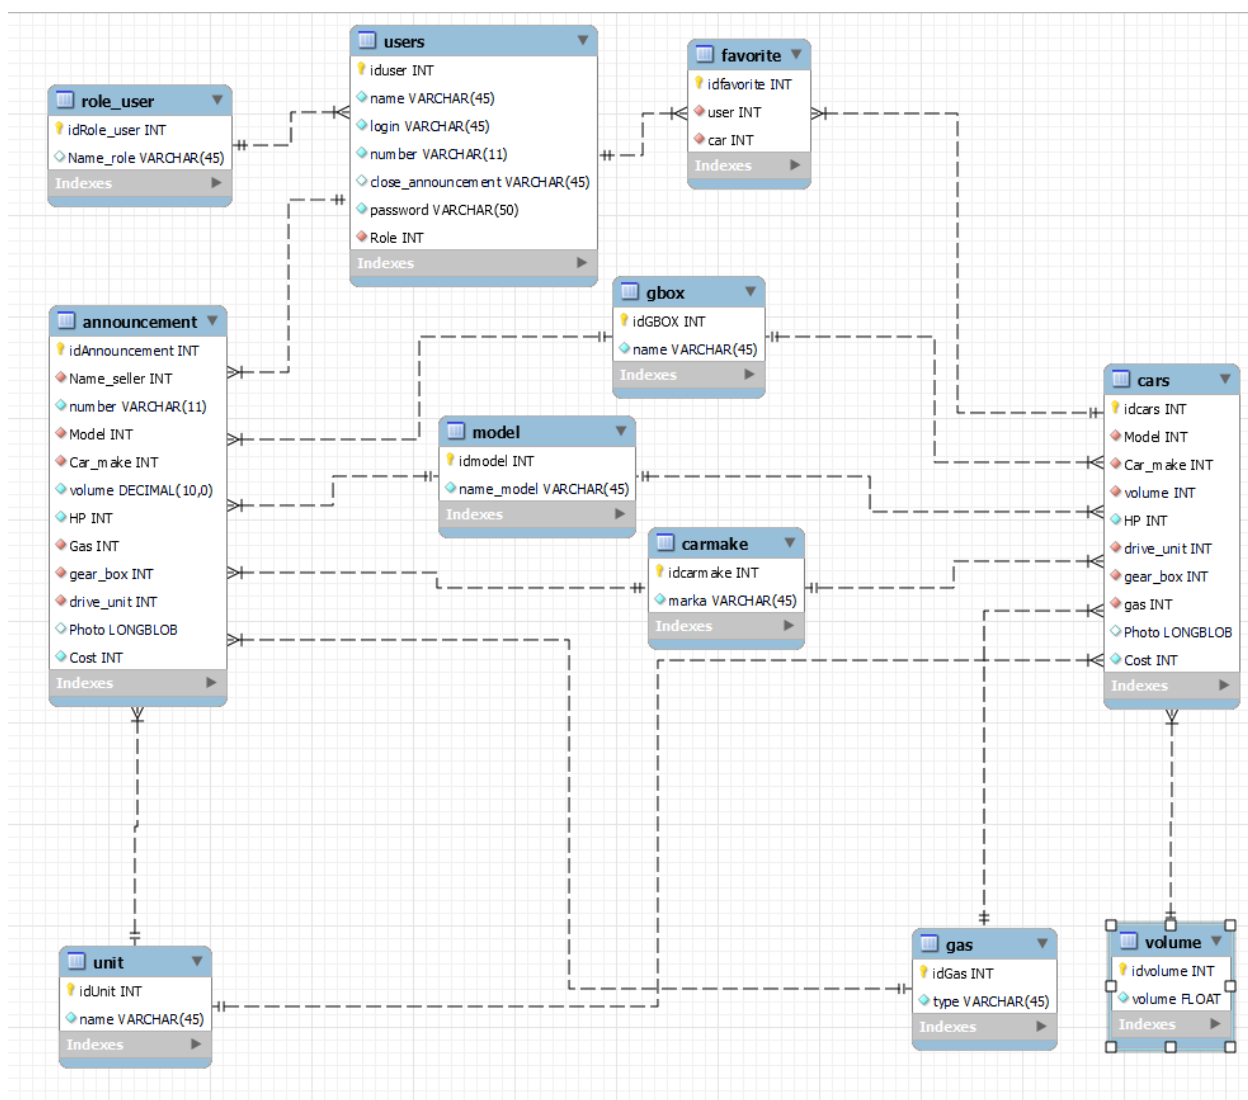 users
iduser INT
name VARCHAR(45)
login VARCHAR(45)
number VARCHAR(11)
close_announcement VARCHAR(45)
password VARCHAR(50)
Role INT
Indexes
favorite
idfavorite INT
user INT
car INT
Indexes
role_user
idRole_user INT
Name_role VARCHAR(45)
Indexes
gbox
idGBOX INT
name VARCHAR(45)
Indexes
announcement
idAnnouncement INT
Name_seller INT
number VARCHAR(11)
Model INT
Car_make INT
volume DECIMAL(10,0)
HP INT
Gas INT
gear_box INT
drive_unit INT
Photo LONGBLOB
Cost INT
Indexes
model
idmodel INT
name_model VARCHAR(45)
Indexes
carmake
idcarmake INT
marka VARCHAR(45)
Indexes
cars
idcars INT
Model INT
Car_make INT
volume INT
HP INT
drive_unit INT
gear_box INT
gas INT
Photo LONGBLOB
Cost INT
Indexes
unit
idUnit INT
name VARCHAR(45)
Indexes
gas
idGas INT
type VARCHAR(45)
Indexes
volume
idvolume INT
volume FLOAT
Indexes